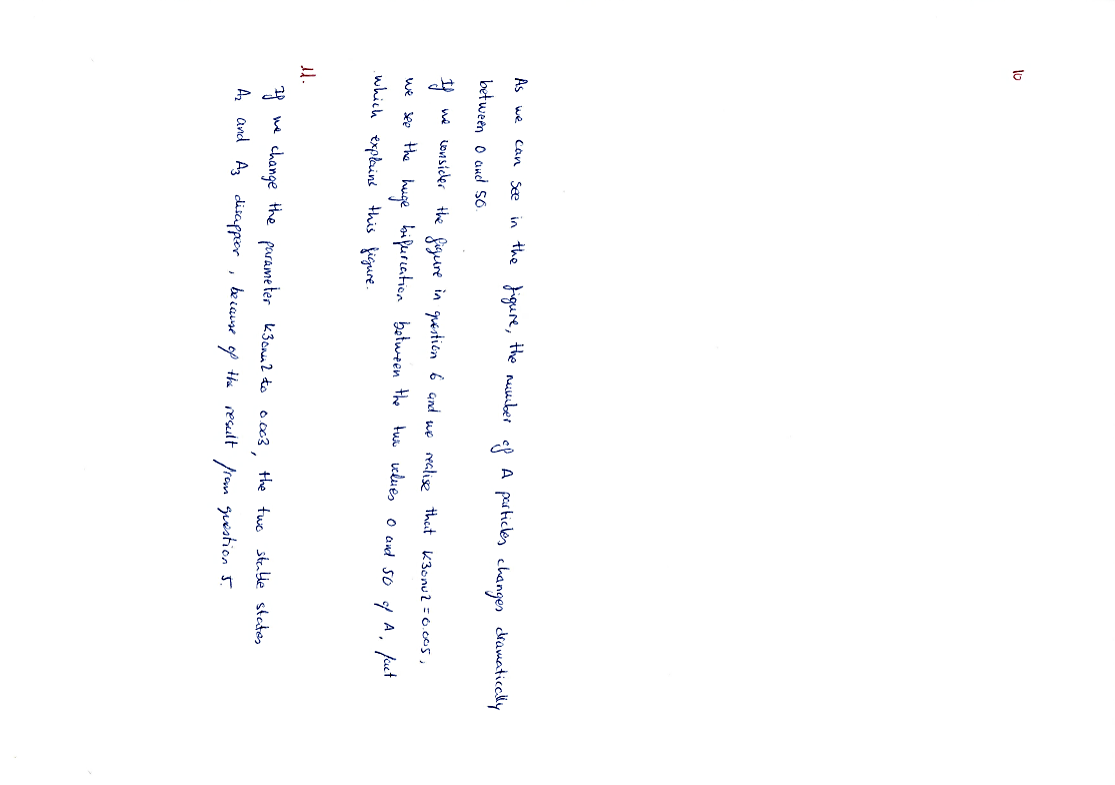 10
As we can see in the figure, the number of A particles changes dramatically
between 0 and 50.
If we consider the figure in question 6 and we realise that k3onv2 = 0.005,
we see the huge bifurcation between the two values 0 and 50 of A, fact
which explains this figure.
11.
If we change the parameter k3onv2 to 0.003, the two stable states
A2 and A3 disapper, because of the result from question 5.